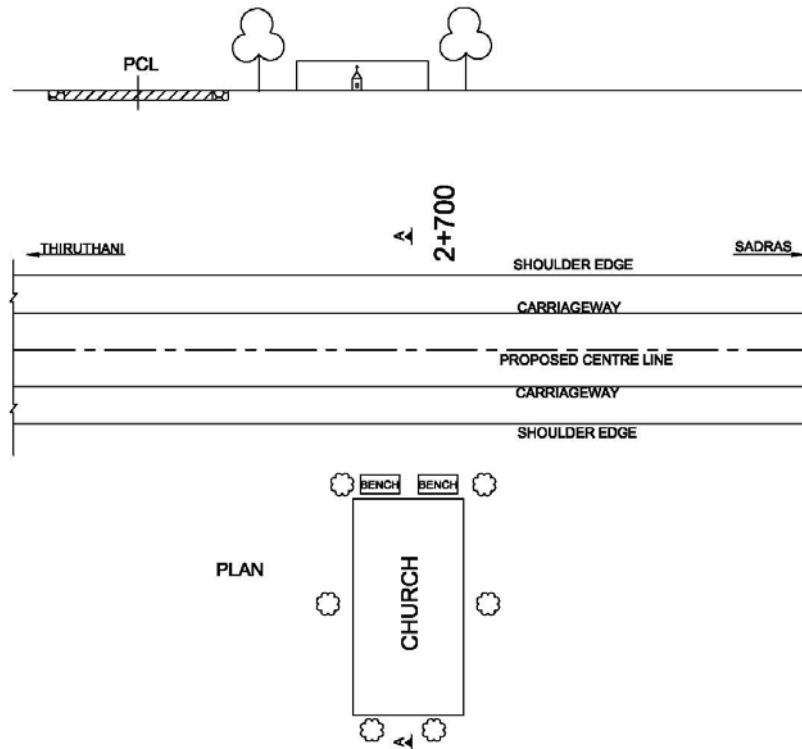 PCL
A
2+700
THIRUTHANI
SADRAS
SHOULDER EDGE
CARRIAGEWAY
PROPOSED CENTRE LINE
CARRIAGEWAY
SHOULDER EDGE
BENCH
BENCH
PLAN
CHURCH
A